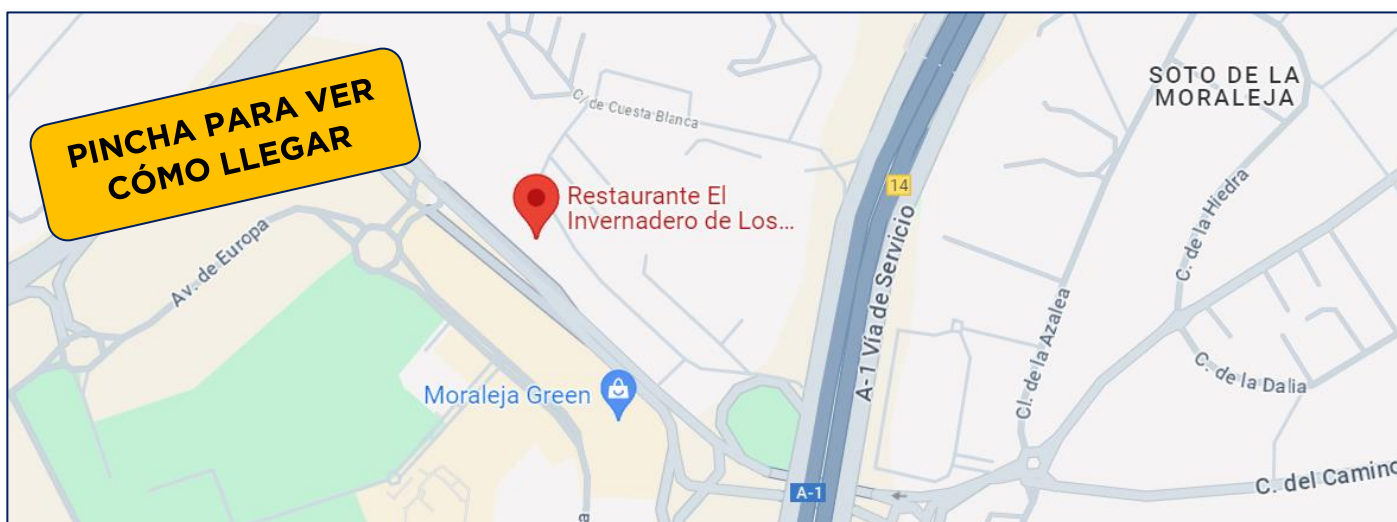 PINCHA PARA VER
CÓMO LLEGAR
SOTO DE LA
MORALEJA
C/ de Cuesta Blanca
14
Restaurante El
Invernadero de Los...
C. de la Hiedra
Av. de Europa
A-1 Vía de Servicio
Cl. de la Azalea
C. de la Dalia
Moraleja Green
C. del Camino
A-1
a